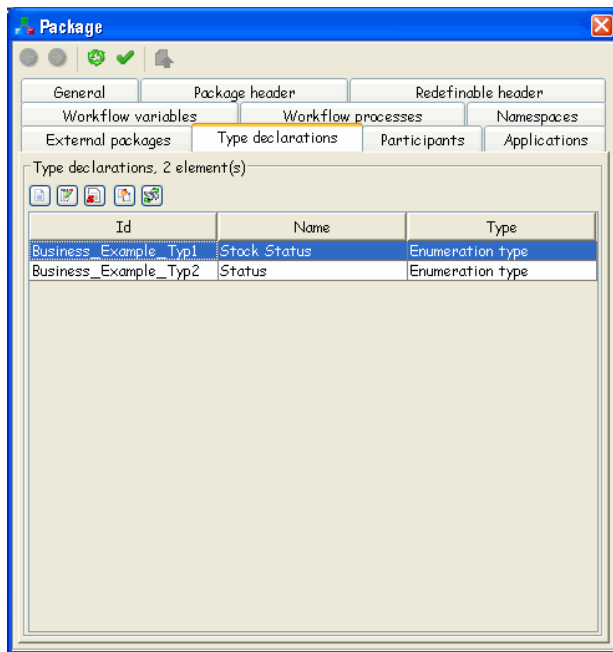 Package
General Package header Redefinable header
Workflow variables Workflow processes Namespaces
External packages Type declarations Participants Applications
Type declarations, 2 element(s)
Id Name Type
Business_Example_Typ1 Stock Status Enumeration type
Business_Example_Typ2 Status Enumeration type